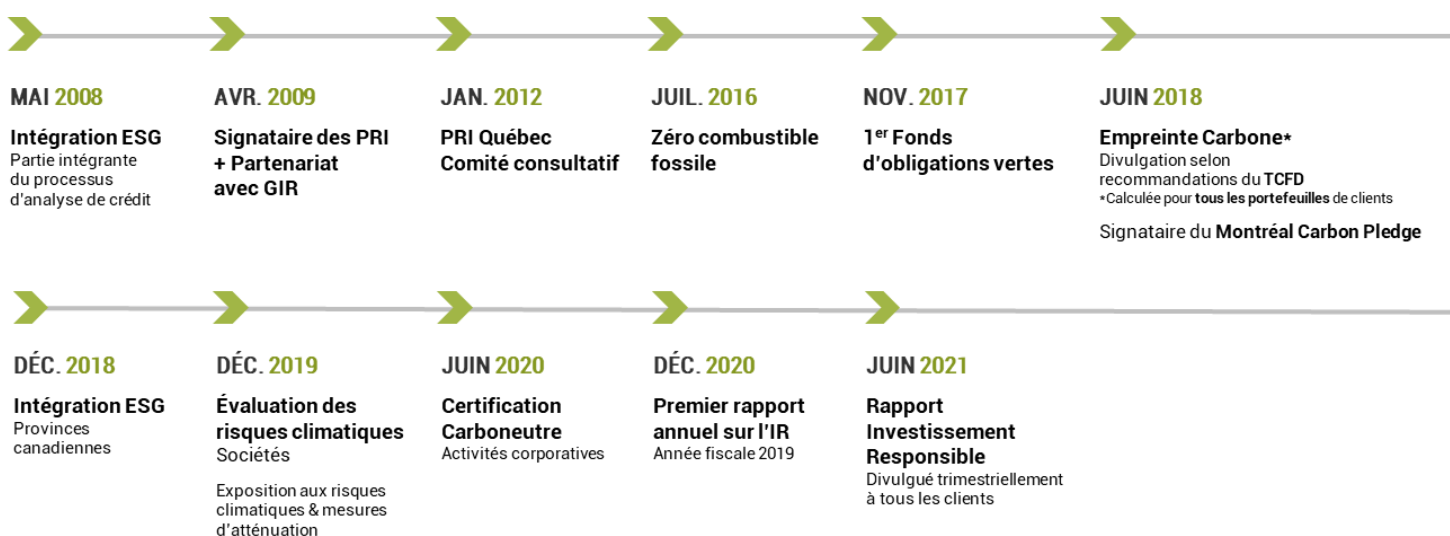 MAI 2008
Intégration ESG
Partie intégrante
du processus
d'analyse de crédit
AVR. 2009
Signataire des PRI
+ Partenariat
avec GIR
JAN. 2012
PRI Québec
Comité consultatif
JUIL. 2016
Zéro combustible
fossile
NOV. 2017
1er Fonds
d'obligations vertes
JUIN 2018
Empreinte Carbone*
Divulgation selon
recommandations du TCFD
*Calculée pour tous les portefeuilles de clients
Signataire du Montréal Carbon Pledge
DÉC. 2018
Intégration ESG
Provinces
canadiennes
DÉC. 2019
Évaluation des
risques climatiques
Sociétés
Exposition aux risques
climatiques & mesures
d'atténuation
JUIN 2020
Certification
Carboneutre
Activités corporatives
DÉC. 2020
Premier rapport
annuel sur l'IR
Année fiscale 2019
JUIN 2021
Rapport
Investissement
Responsible
Divulgué trimestriellement
à tous les clients